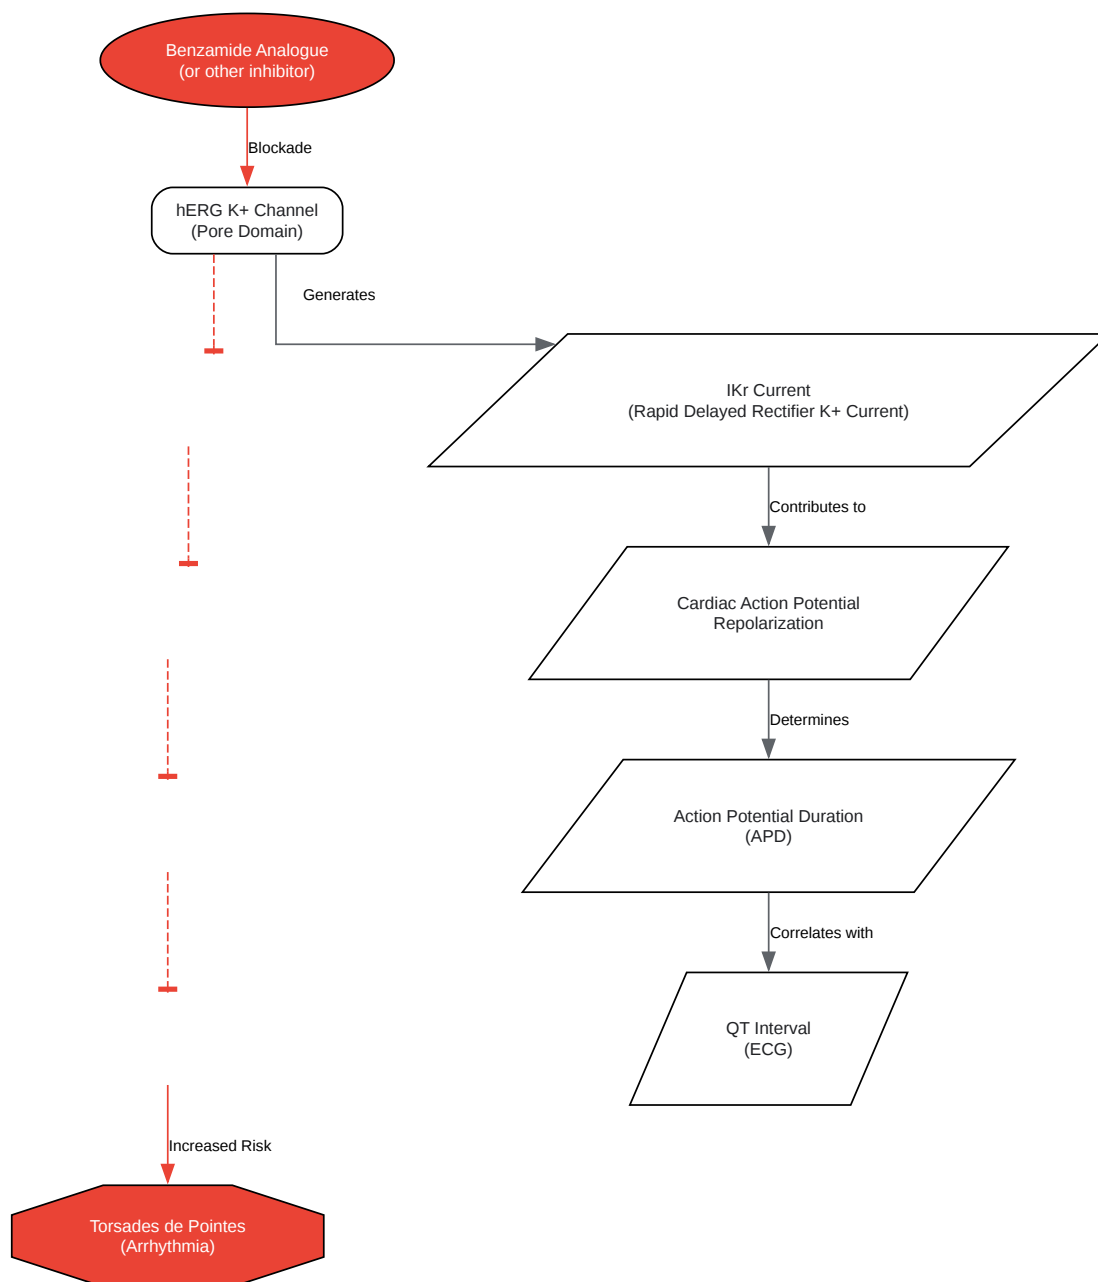 Benzamide Analogue
(or other inhibitor)
Blockade
hERG K+ Channel
(Pore Domain)
Generates
IKr Current
(Rapid Delayed Rectifier K+ Current)
Contributes to
Cardiac Action Potential
Repolarization
Determines
Action Potential Duration
(APD)
Correlates with
QT Interval
(ECG)
Increased Risk
Torsades de Pointes
(Arrhythmia)